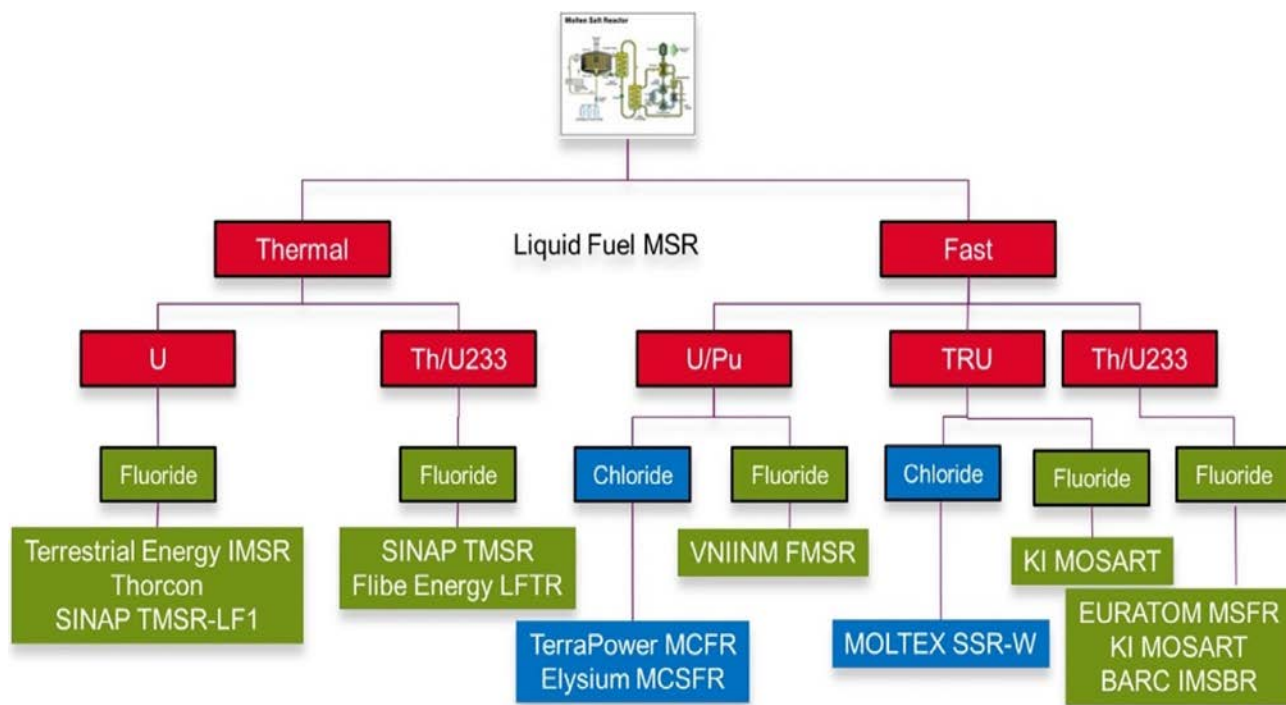 Molten Salt Reactor
Thermal
Liquid Fuel MSR
Fast
U
Th/U233
U/Pu
TRU
Th/U233
Fluoride
Fluoride
Chloride
Fluoride
Chloride
Fluoride
Fluoride
Terrestrial Energy IMSR
Thorcon
SINAP TMSR-LF1
SINAP TMSR
Flibe Energy LFTR
TerraPower MCFR
Elysium MCSFR
VNIINM FMSR
MOLTEX SSR-W
KI MOSART
EURATOM MSFR
KI MOSART
BARC IMSBR